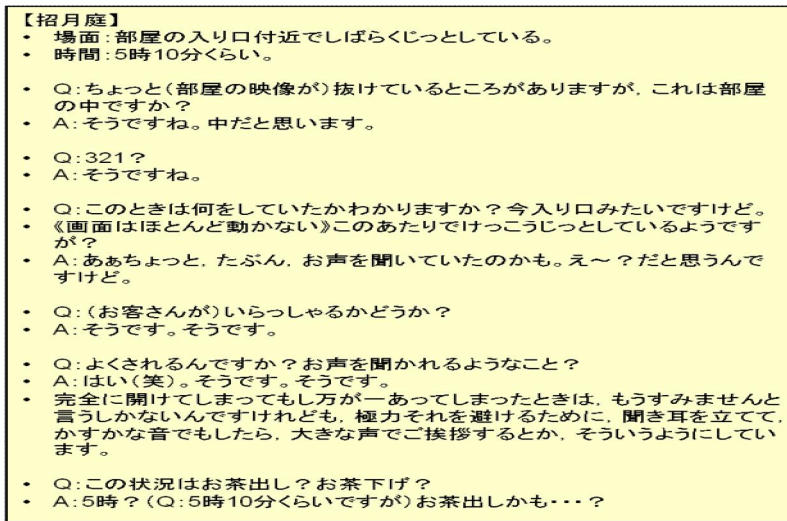 【招月庭】
• 場面：部屋の入り口付近でしばらくじっとしている。
• 時間：5時10分くらい。
• Q：ちょっと（部屋の映像が）抜けているところがありますが，これは部屋
の中ですか？
• A：そうですね。中だと思います。
• Q：321？
• A：そうですね。
• Q：このときは何をしていたかわかりますか？今入り口みたいですけど。
• 《画面はほとんど動かない》このあたりでけっこうじっとしているようです
が？
• A：あぁちょっと，たぶん，お声を聞いていたのかも。え～？だと思うんで
すけど。
• Q：（お客さんが）いらっしゃるかどうか？
• A：そうです。そうです。
• Q：よくされるんですか？お声を聞かれるようなこと？
• A：はい（笑）。そうです。そうです。
• 完全に開けてしまってもし万が一あってしまったときは，もうすみませんと
言うしかないんですけれども，極力それを避けるために，聞き耳を立てて，
かすかな音でもしたら，大きな声でご挨拶するとか，そういうようにしてい
ます。
• Q：この状況はお茶出し？お茶下げ？
• A：5時？（Q：5時10分くらいですが）お茶出しかも・・・？